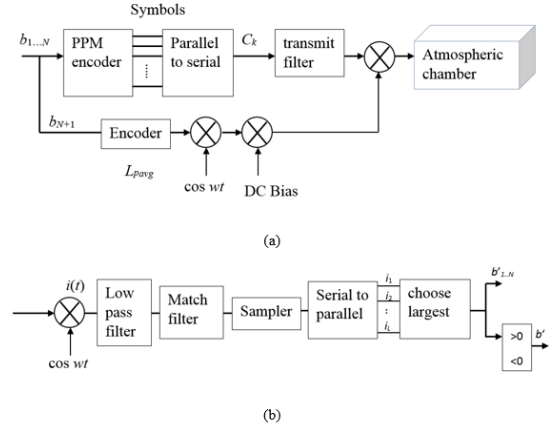 Symbols
b1...N
PPM encoder
Parallel to serial
Ck
transmit filter
Atmospheric chamber
bN+1
Encoder
Lpavg
cos wt
DC Bias
(a)
i(t)
Low pass filter
Match filter
Sampler
Serial to parallel
i1
i2
:
iL
choose largest
b'1..N
>0
<0
b'
cos wt
(b)